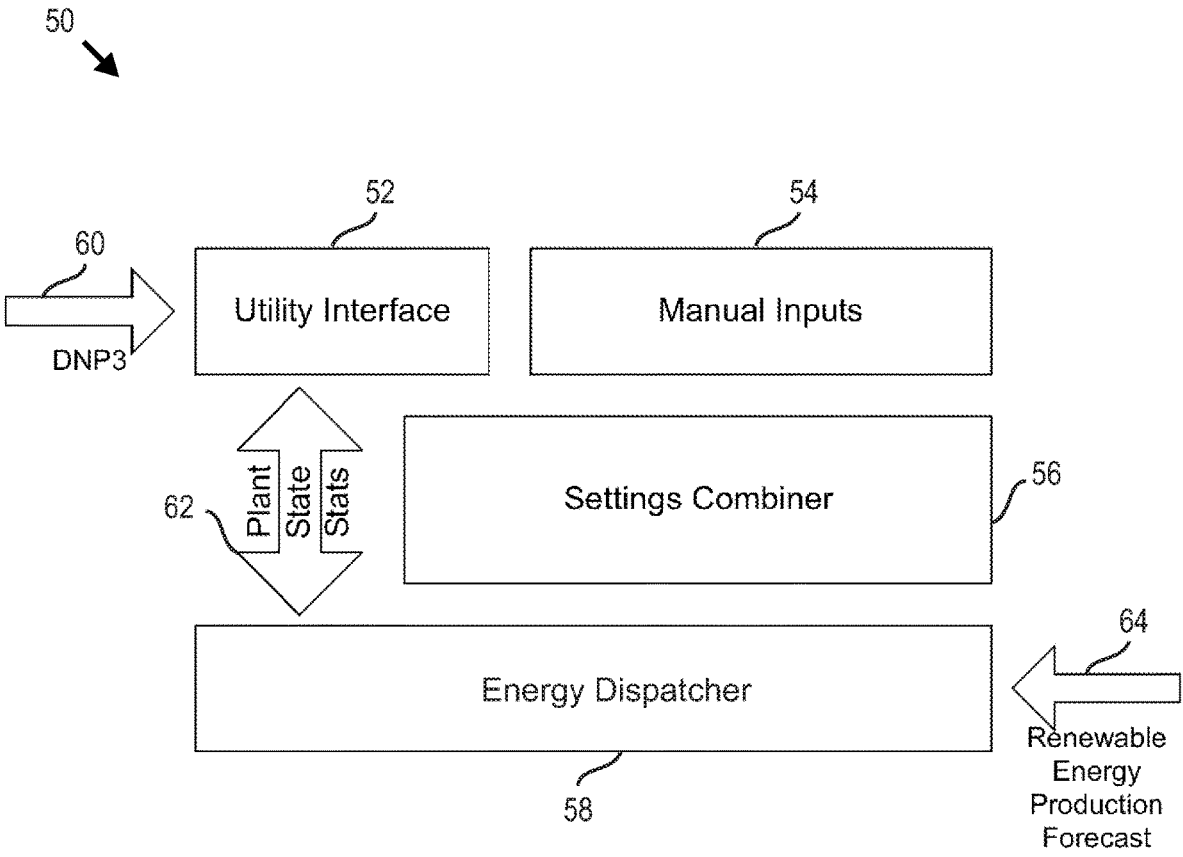 50
52
54
60
Utility Interface
Manual Inputs
DNP3
Plant
State
Stats
62
Settings Combiner
56
64
Energy Dispatcher
Renewable
Energy
Production
Forecast
58